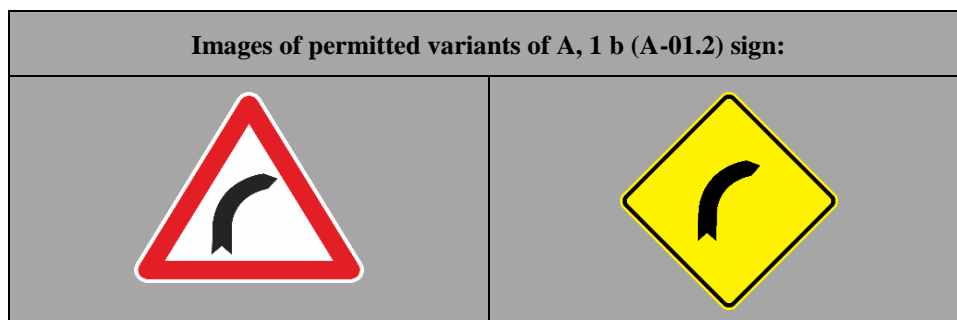 Images of permitted variants of A, 1 b (A-01.2) sign: